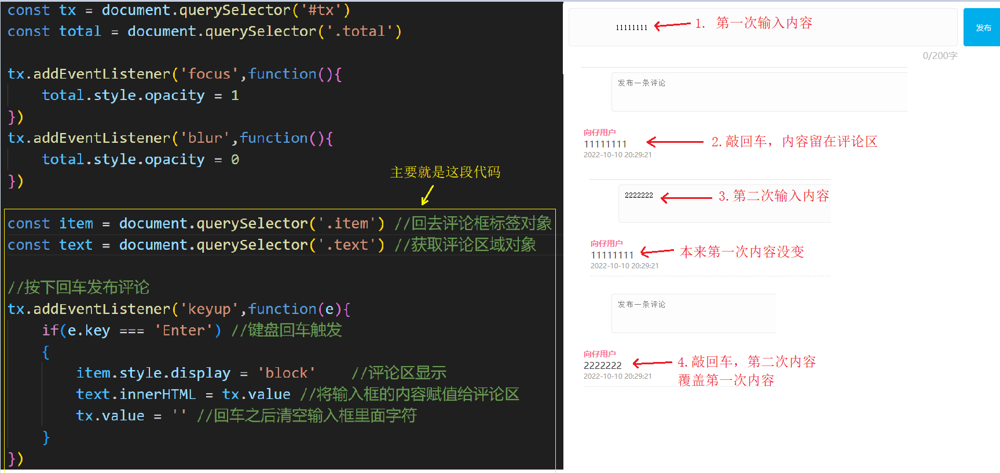 const tx = document.querySelector('#tx')
const total = document.querySelector('.total')
tx.addEventListener('focus',function(){
total.style.opacity = 1
})
tx.addEventListener('blur',function(){
total.style.opacity = 0
})
主要就是这段代码
const item = document.querySelector('.item') //回去评论框标签对象
const text = document.querySelector('.text') //获取评论区域对象
//按下回车发布评论
tx.addEventListener('keyup',function(e){
if(e.key === 'Enter') //键盘回车触发
{
item.style.display = 'block' //评论区显示
text.innerHTML = tx.value //将输入框的内容赋值给评论区
tx.value = '' //回车之后清空输入框里面字符
}
})
11111111
1. 第一次输入内容
发布
0/200字
发布一条评论
向仔用户
11111111
2.敲回车，内容留在评论区
2022-10-10 20:29:21
2222222
3.第二次输入内容
向仔用户
11111111
本来第一次内容没变
2022-10-10 20:29:21
发布一条评论
向仔用户
2222222
4.敲回车，第二次内容
2022-10-10 20:29:21
覆盖第一次内容